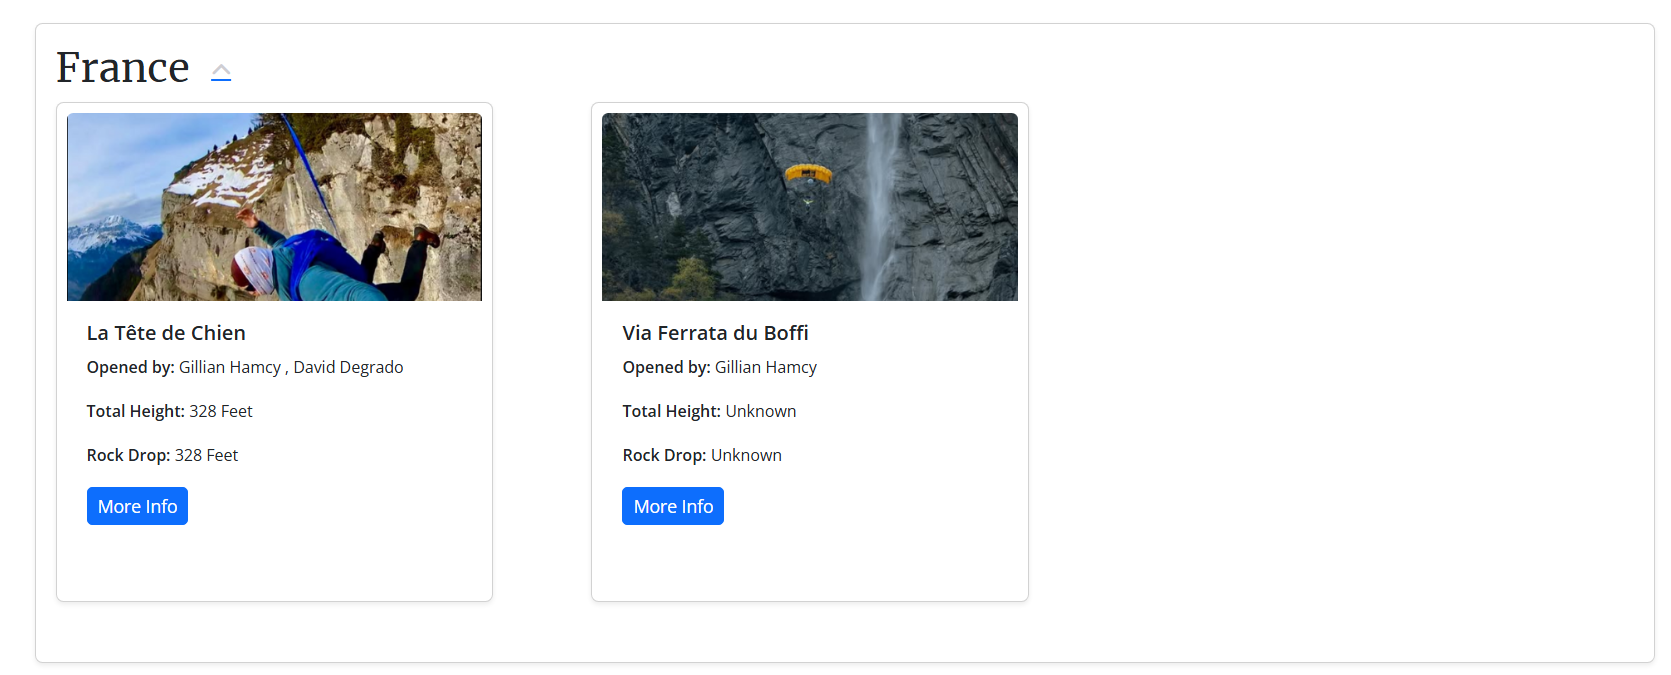 France
La Tête de Chien
Opened by: Gillian Hamcy , David Degrado
Total Height: 328 Feet
Rock Drop: 328 Feet
More Info
Via Ferrata du Boffi
Opened by: Gillian Hamcy
Total Height: Unknown
Rock Drop: Unknown
More Info